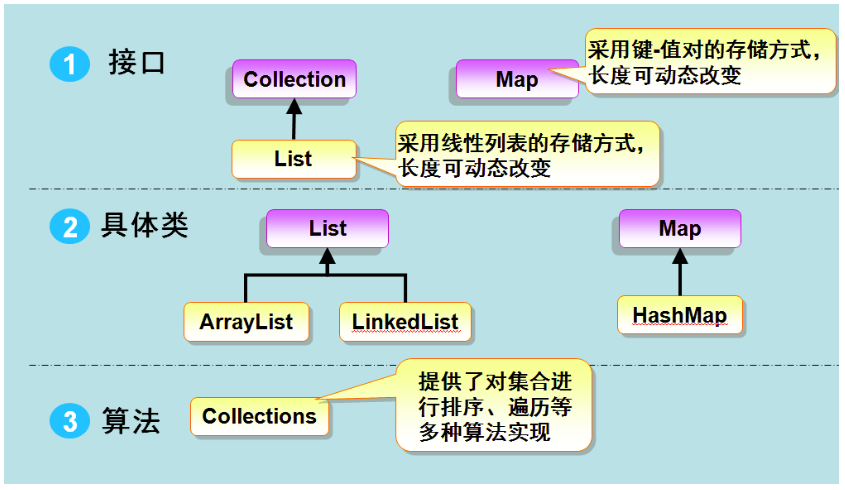 1 接口
Collection
Map
采用键-值对的存储方式，
长度可动态改变
List
采用线性列表的存储方式，
长度可动态改变
2 具体类
List
Map
ArrayList
LinkedList
HashMap
3 算法
Collections
提供了对集合进
行排序、遍历等
多种算法实现